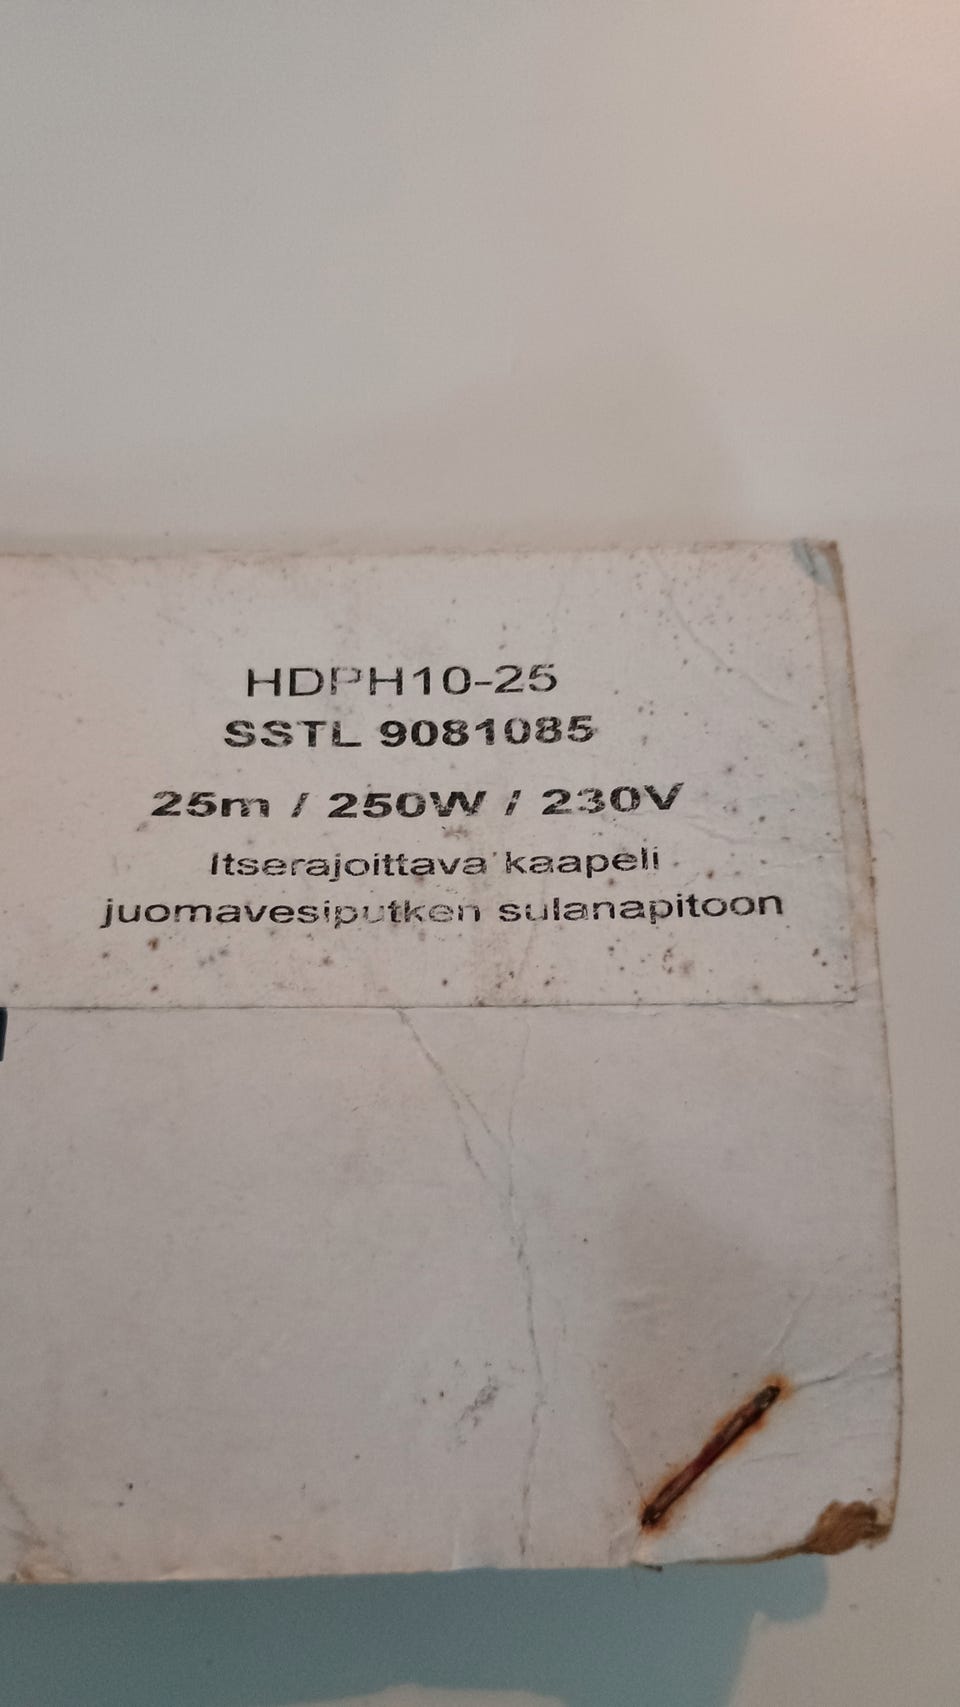 HDPH10-25
SSTL 9081085
25m / 250W / 230V
Itserajoittava kaapeli
juomavesiputken sulanapitoon